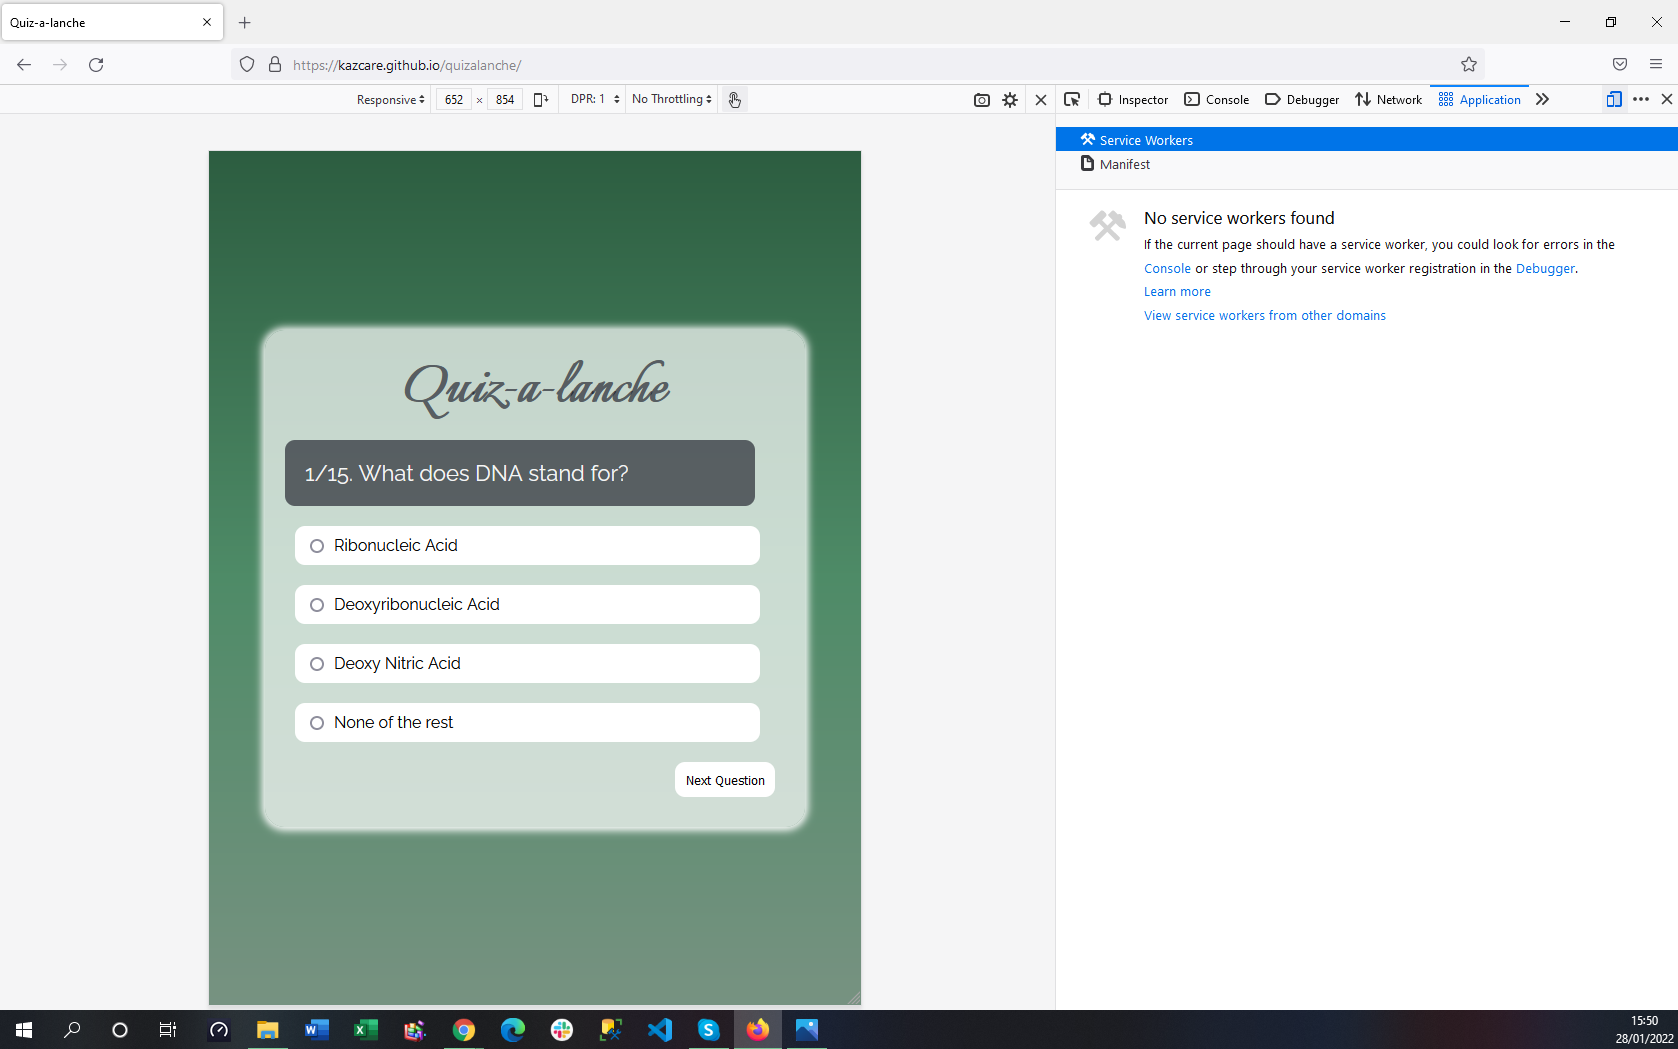 Quiz-a-lanche
https://kazcare.github.io/quizalanche/
Responsive 652 × 854 DPR: 1 No Throttling
Inspector Console Debugger Network Application
Service Workers
Manifest
No service workers found
If the current page should have a service worker, you could look for errors in the
Console or step through your service worker registration in the Debugger.
Learn more
View service workers from other domains
Quiz-a-lanche
1/15. What does DNA stand for?
Ribonucleic Acid
Deoxyribonucleic Acid
Deoxy Nitric Acid
None of the rest
Next Question
15:50
28/01/2022